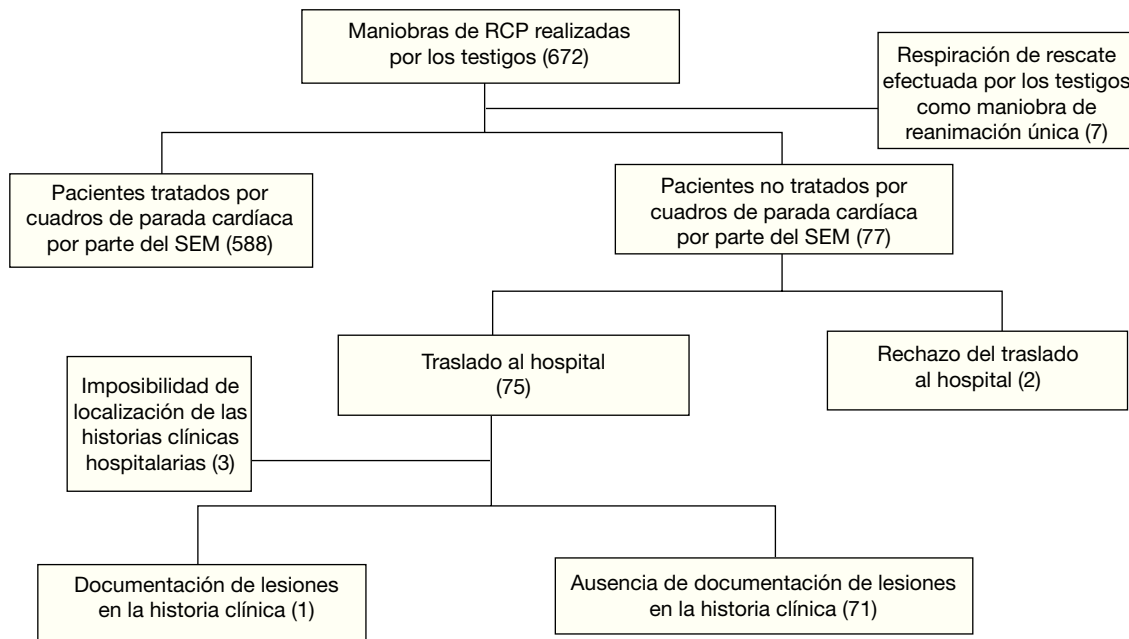 Maniobras de RCP realizadas
por los testigos (672)
Respiración de rescate
efectuada por los testigos
como maniobra de
reanimación única (7)
Pacientes tratados por
cuadros de parada cardíaca
por parte del SEM (588)
Pacientes no tratados por
cuadros de parada cardíaca
por parte del SEM (77)
Traslado al hospital
(75)
Rechazo del traslado
al hospital (2)
Imposibilidad de
localización de las
historias clínicas
hospitalarias (3)
Documentación de lesiones
en la historia clínica (1)
Ausencia de documentación de lesiones
en la historia clínica (71)